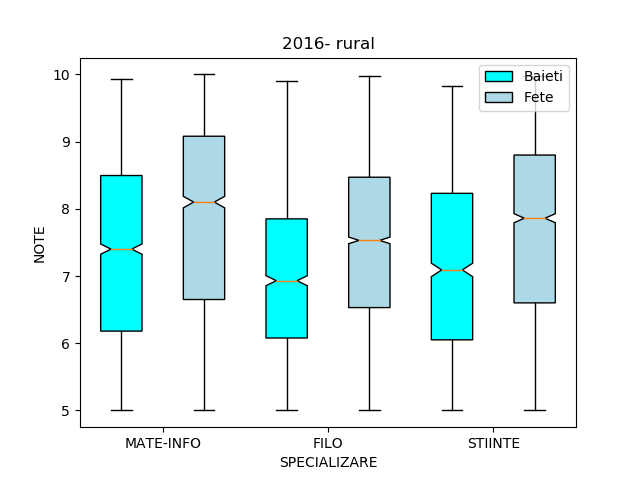 2016- rural
Baieti
Fete
10
9
8
7
6
5
NOTE
MATE-INFO
FILO
STIINTE
SPECIALIZARE